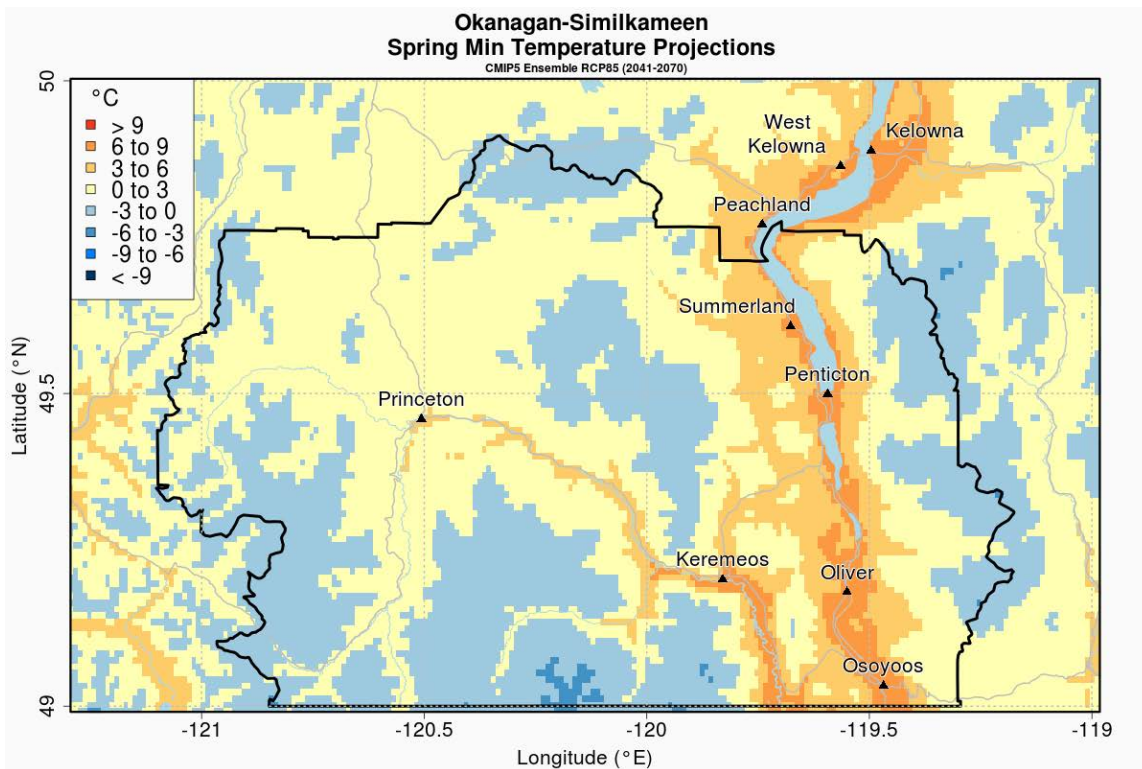 Okanagan-Similkameen
Spring Min Temperature Projections
CMIP5 Ensemble RCP85 (2041-2070)
50
49.5
49
Latitude (°N)
°C
> 9
6 to 9
3 to 6
0 to 3
-3 to 0
-6 to -3
-9 to -6
< -9
West
Kelowna
Kelowna
Peachland
Summerland
Penticton
Princeton
Keremeos
Oliver
Osoyoos
-121
-120.5
-120
-119.5
-119
Longitude (°E)